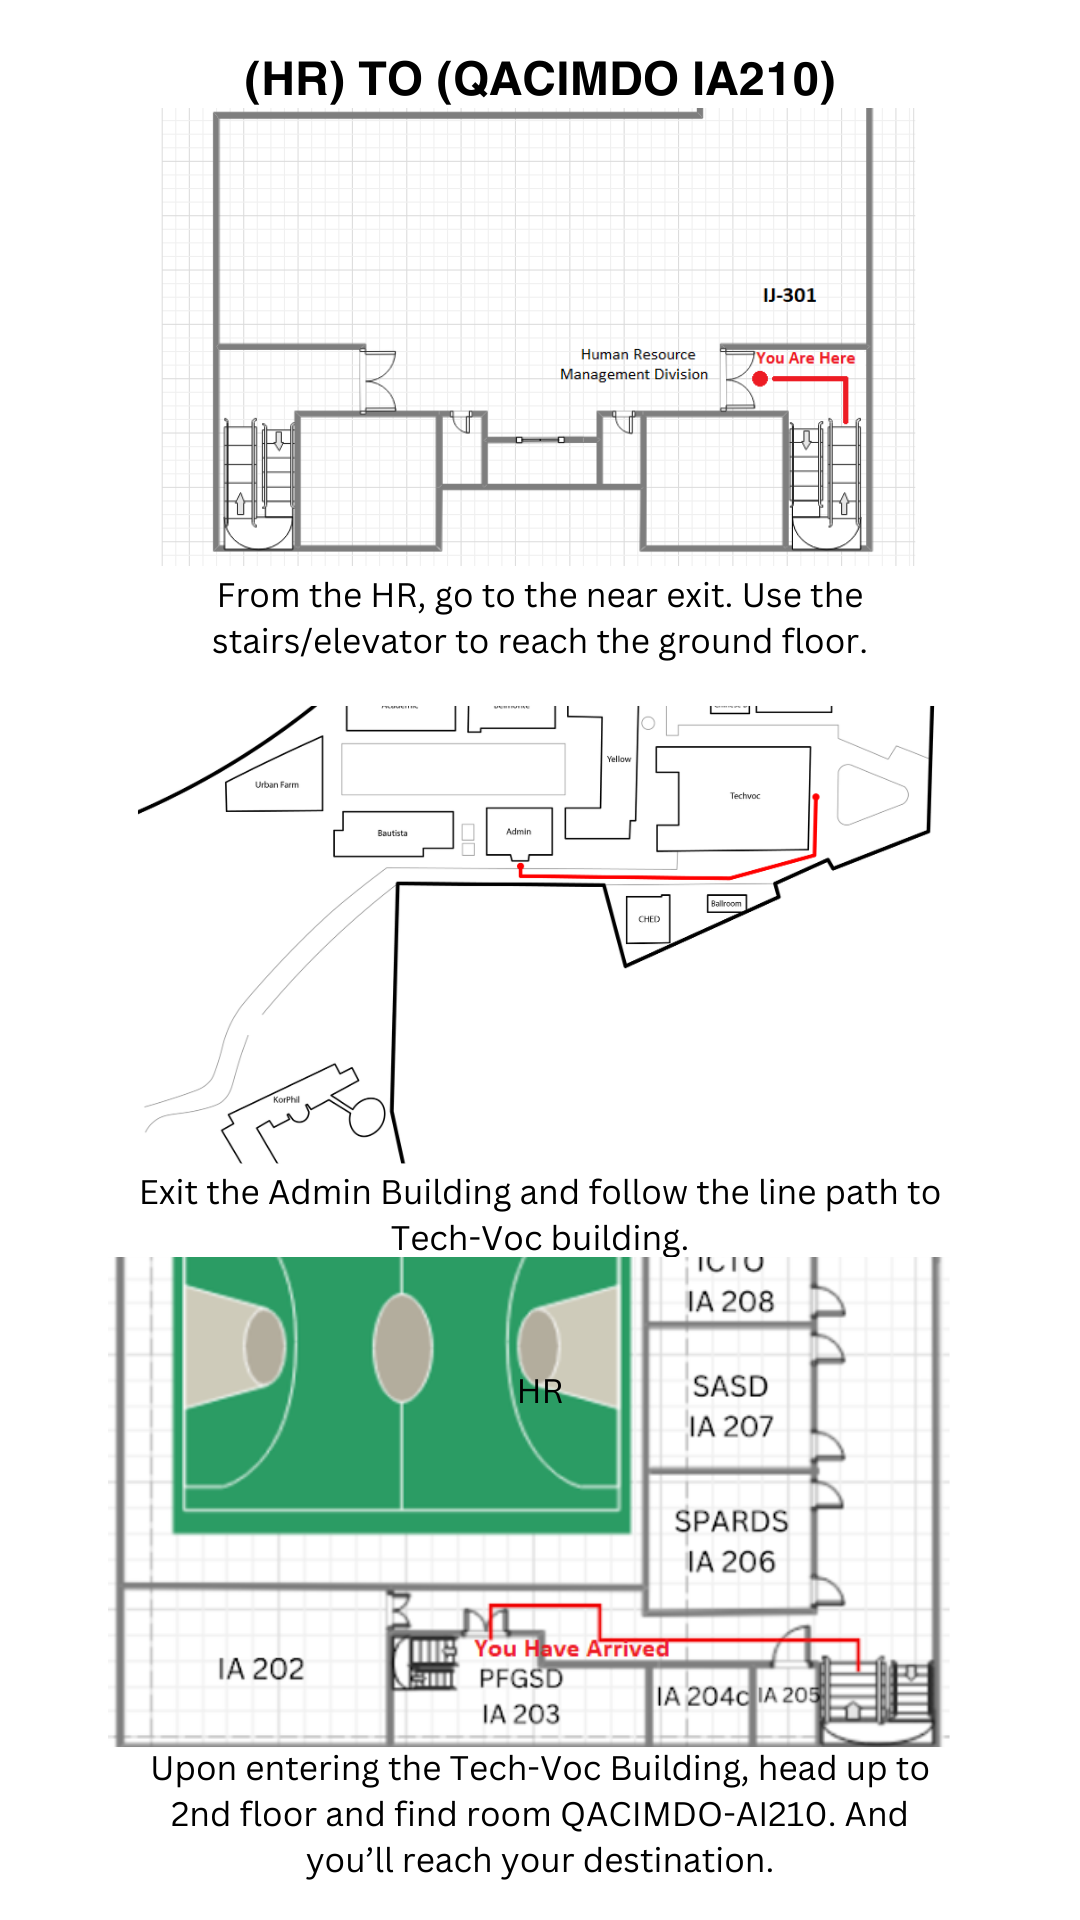 (HR) TO (QACIMDO IA210)
IJ-301
Human Resource
Management Division
You Are Here
From the HR, go to the near exit. Use the
stairs/elevator to reach the ground floor.
Academic
Belmonte
Yellow
Urban Farm
Techvoc
Bautista
Admin
CHED
Ballroom
KorPhil
Exit the Admin Building and follow the line path to
Tech-Voc building.
ICTO
IA 208
HR
SASD
IA 207
SPARDS
IA 206
You Have Arrived
IA 202
PFGSD
IA 203
IA 204c
IA 205
Upon entering the Tech-Voc Building, head up to
2nd floor and find room QACIMDO-AI210. And
you’ll reach your destination.